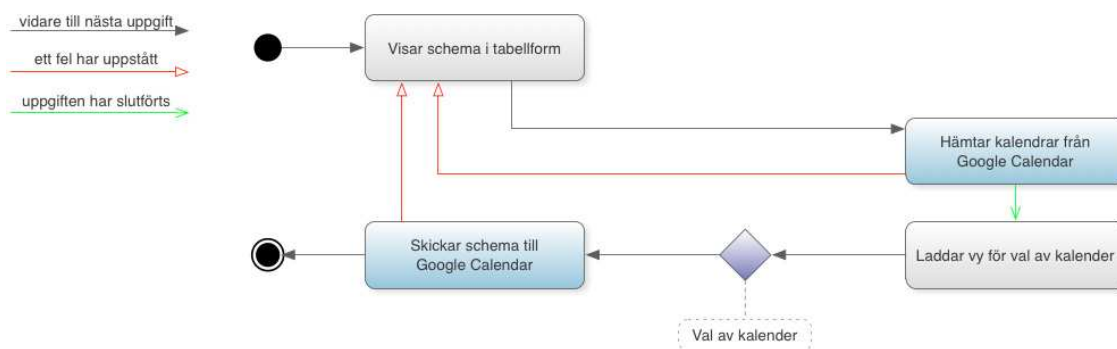 vidare till nästa uppgift
ett fel har uppstått
uppgiften har slutförts
Visar schema i tabellform
Hämtar kalendrar från
Google Calendar
Skickar schema till
Google Calendar
Laddar vy för val av kalender
Val av kalender